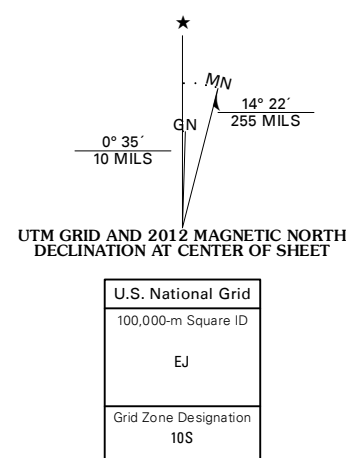 ★
MN
GN
14° 22´
255 MILS
0° 35´
10 MILS
UTM GRID AND 2012 MAGNETIC NORTH
DECLINATION AT CENTER OF SHEET
U.S. National Grid
100,000-m Square ID
EJ
Grid Zone Designation
10S